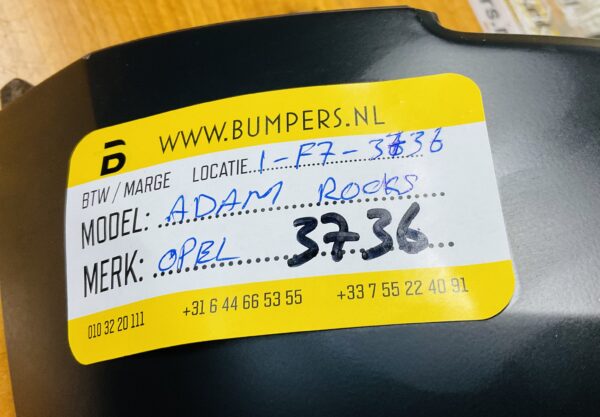 WWW.BUMPERS.NL
BTW / MARGE LOCATIE. 1-F7-3736
MODEL: ADAM ROCKS
MERK: OPEL 3736
010 32 20 111 +31 6 44 66 53 55 +33 7 55 22 40 91